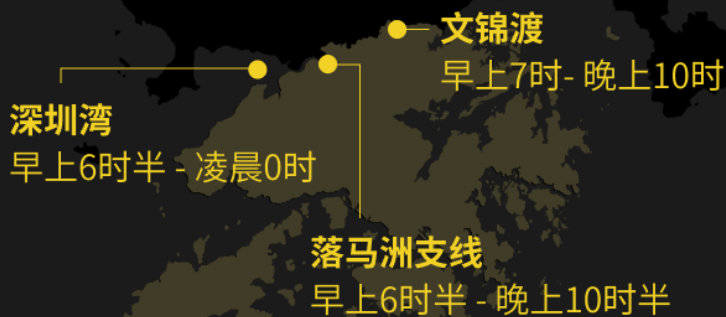 文锦渡
早上7时- 晚上10时
深圳湾
早上6时半 - 凌晨0时
落马洲支线
早上6时半 - 晚上10时半